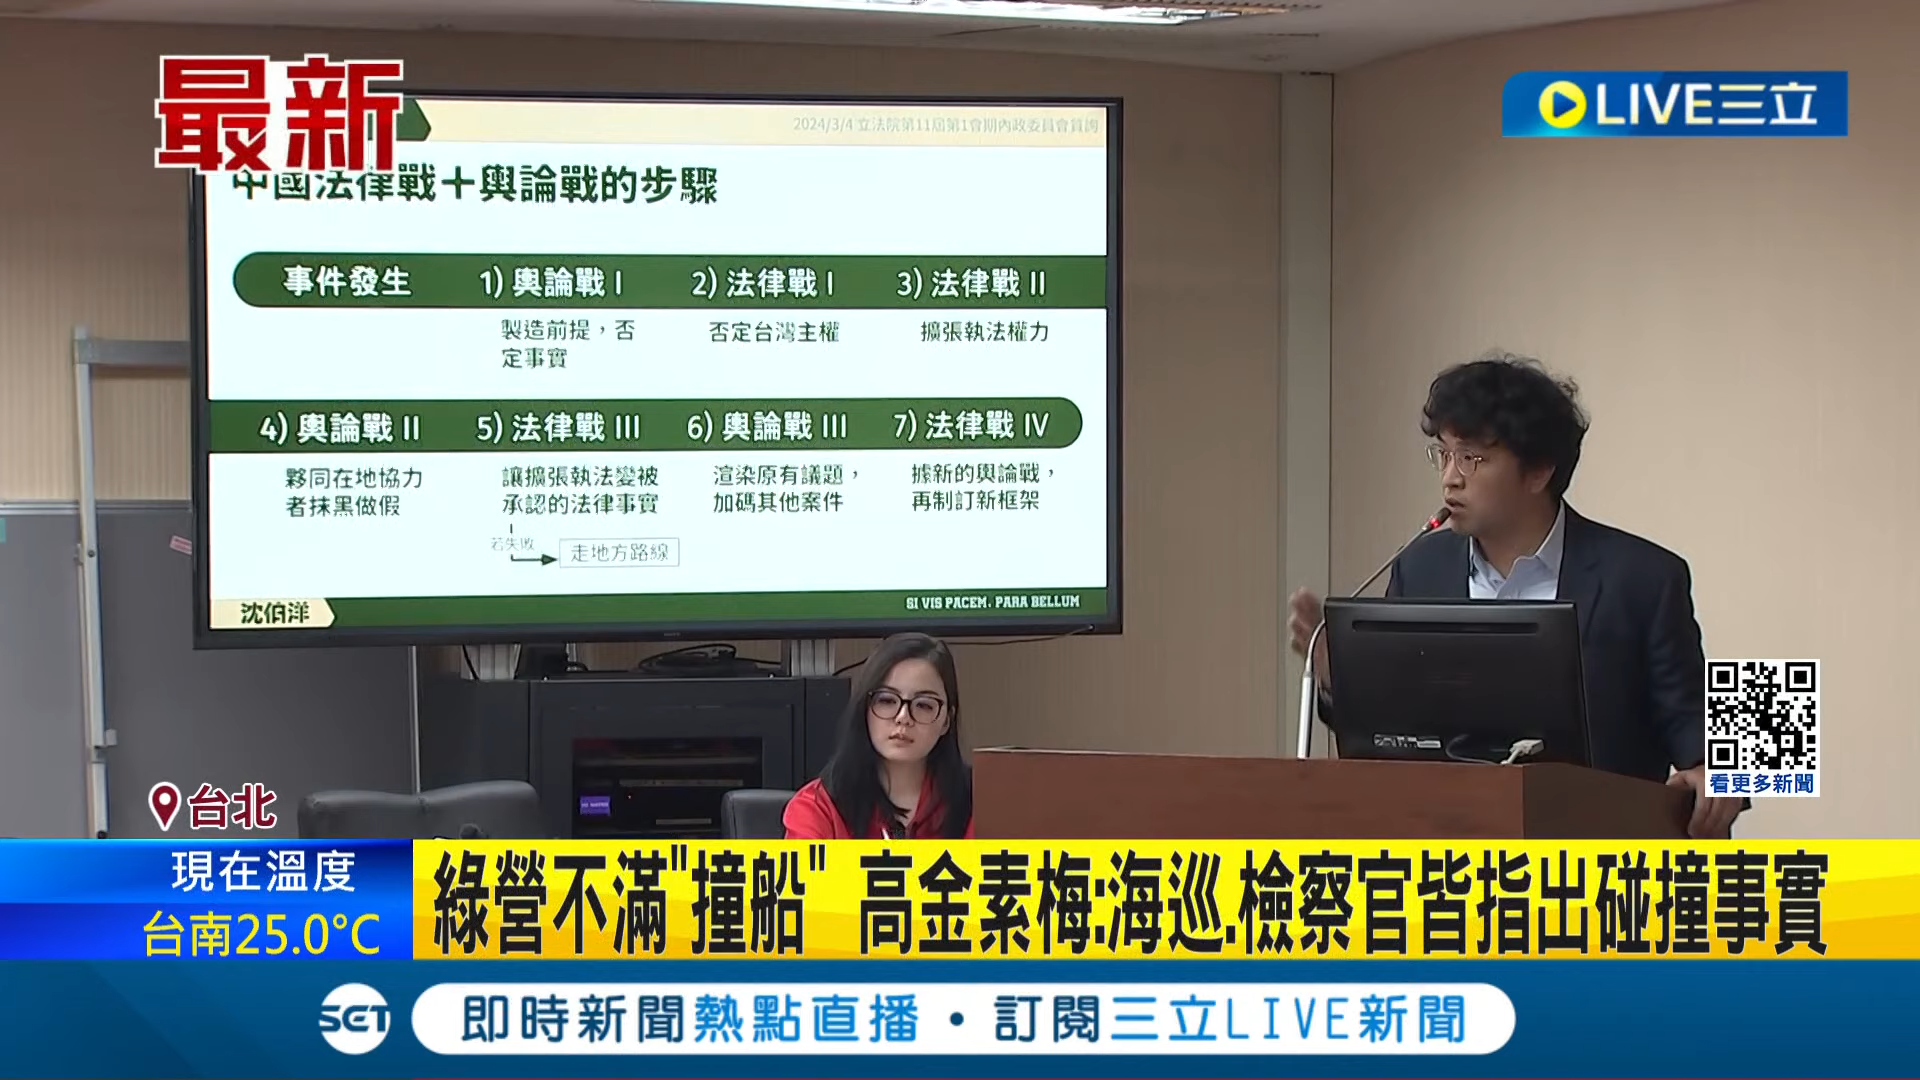 最新
LIVE三立
2024/3/4 立法院第11屆第1會期內政委員會質詢
中國法律戰＋輿論戰的步驟
事件發生
1) 輿論戰 I
2) 法律戰 I
3) 法律戰 II
製造前提，否
定事實
否定台灣主權
擴張執法權力
4) 輿論戰 II
5) 法律戰 III
6) 輿論戰 III
7) 法律戰 IV
夥同在地協力
者抹黑做假
讓擴張執法變被
承認的法律事實
渲染原有議題，
加碼其他案件
據新的輿論戰，
再制訂新框架
若失敗
走地方路線
沈伯洋
SI VIS PACEM, PARA BELLUM
看更多新聞
台北
現在溫度
台南25.0°C
綠營不滿"撞船" 高金素梅:海巡.檢察官皆指出碰撞事實
SET
即時新聞熱點直播・訂閱三立LIVE新聞